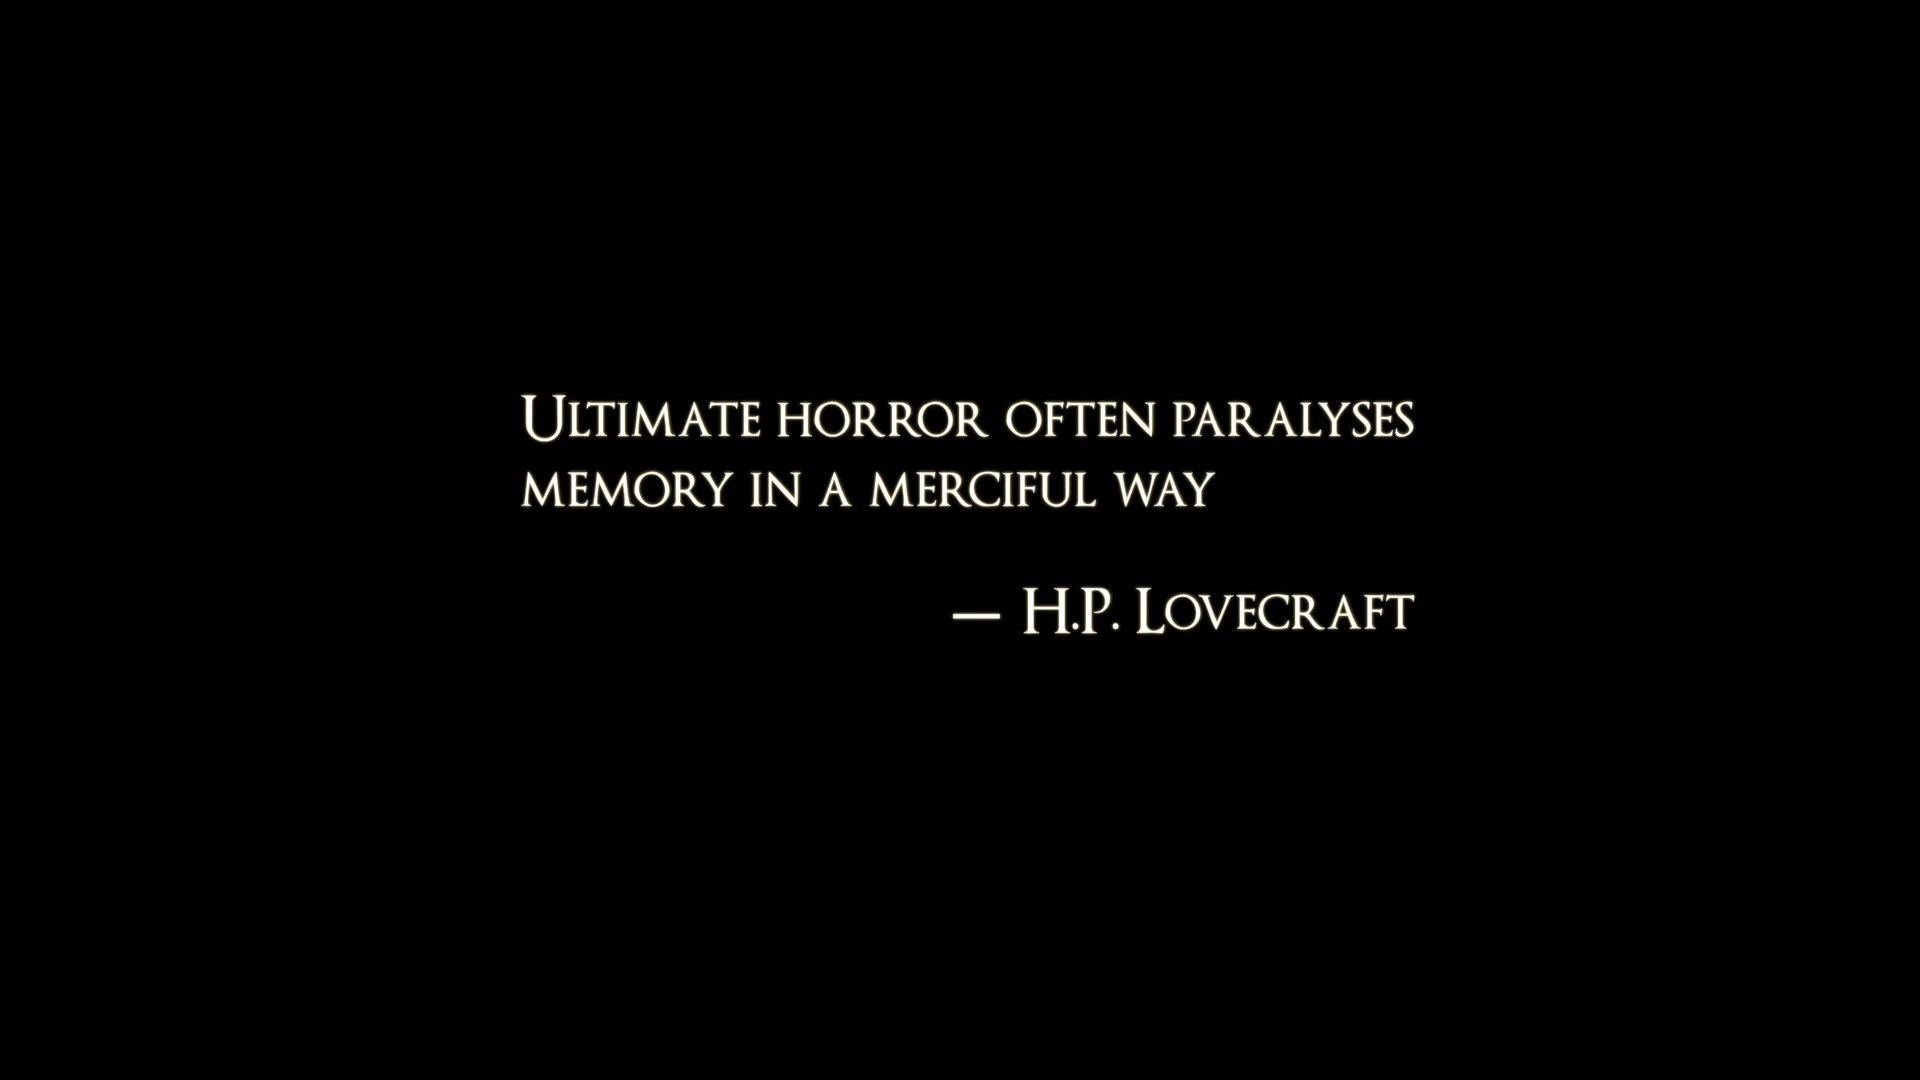 Ultimate horror often paralyses
memory in a merciful way
— H.P. Lovecraft